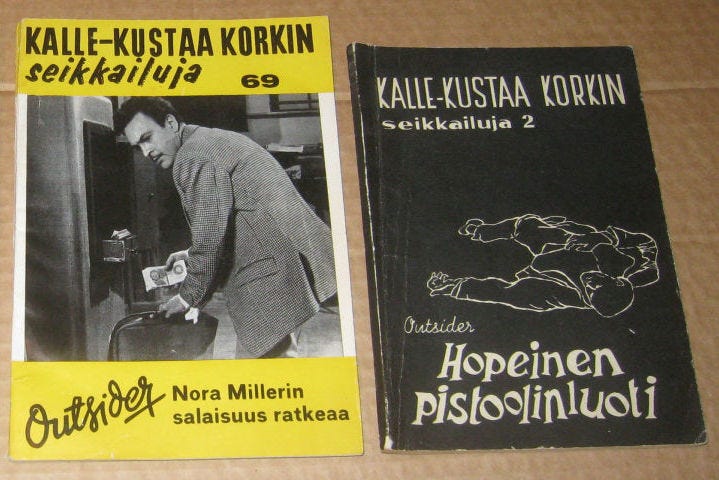 KALLE-KUSTAA KORKIN
seikkailuja 69
Outsider
Nora Millerin
salaisuus ratkeaa
KALLE-KUSTAA KORKIN
seikkailuja 2
Outsider
Hopeinen
pistoolinluoti